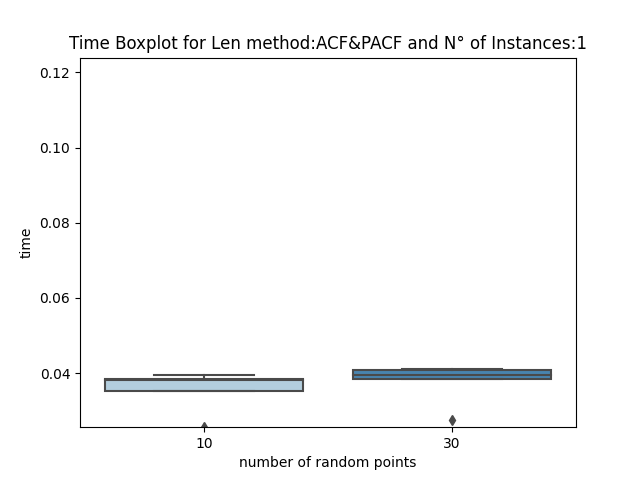 Time Boxplot for Len method:ACF&PACF and N° of Instances:1
0.12
0.10
0.08
0.06
0.04
time
10
30
number of random points